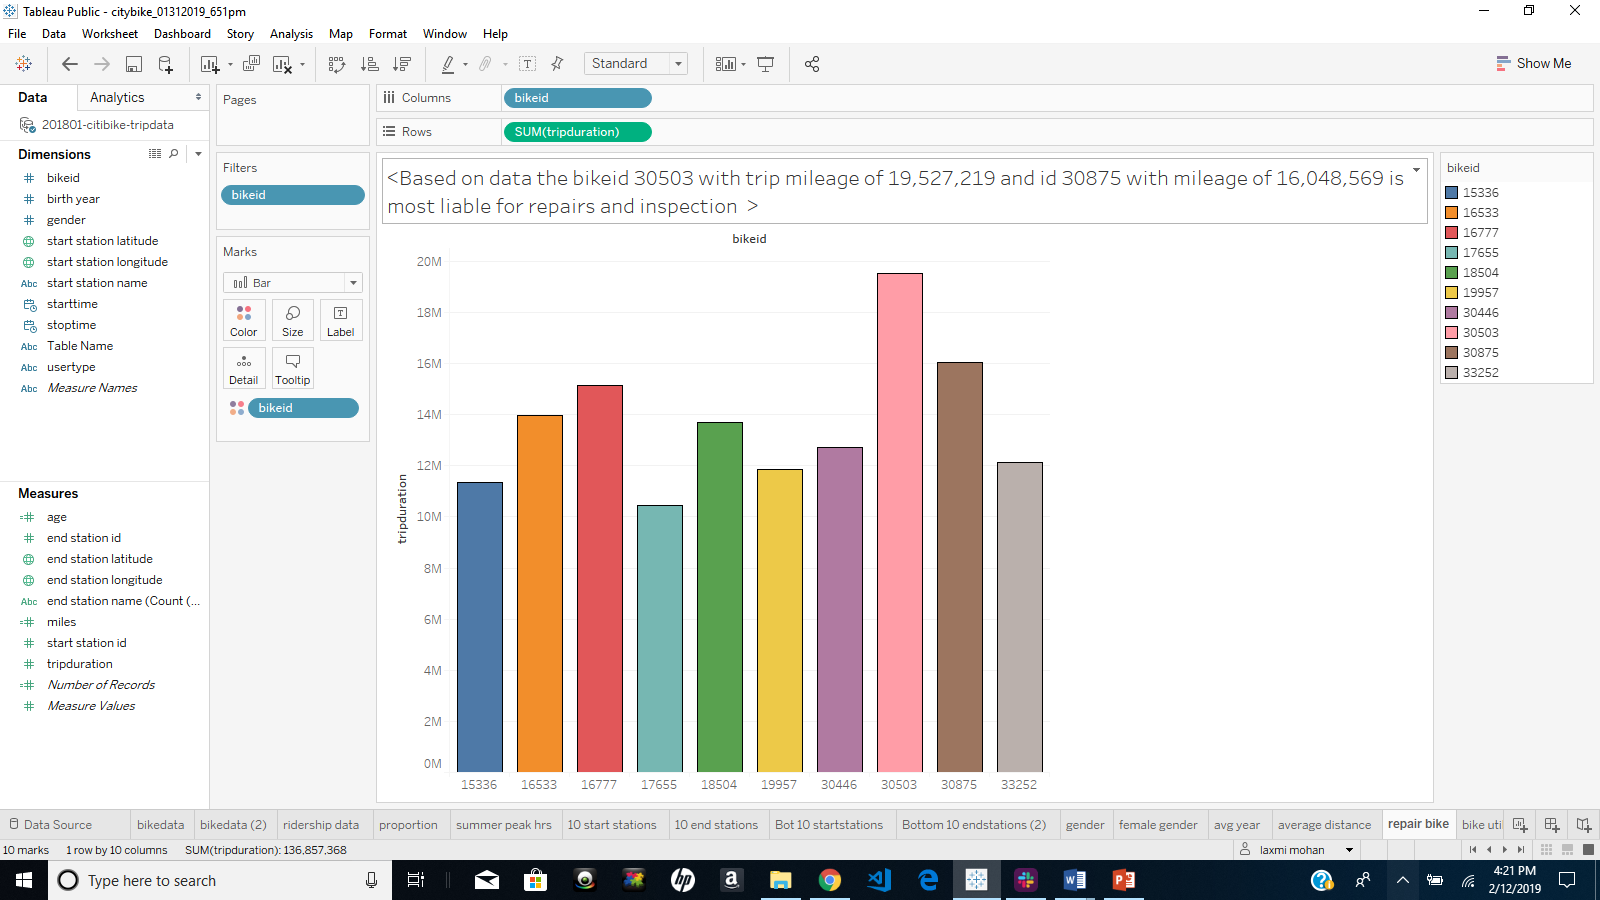 Tableau Public - citybike_01312019_651pm
File Data Worksheet Dashboard Story Analysis Map Format Window Help
Standard
Show Me
Data Analytics
201801-citibike-tripdata
Dimensions
# bikeid
# birth year
# gender
start station latitude
start station longitude
Abc start station name
starttime
stoptime
Abc Table Name
Abc usertype
Abc Measure Names
Measures
=# age
# end station id
end station latitude
end station longitude
Abc end station name (Count (...
=# miles
# start station id
# tripduration
=# Number of Records
# Measure Values
Pages
Filters
bikeid
Marks
Bar
Color Size Label
Detail Tooltip
bikeid
Columns bikeid
Rows SUM(tripduration)
<Based on data the bikeid 30503 with trip mileage of 19,527,219 and id 30875 with mileage of 16,048,569 is
most liable for repairs and inspection >
bikeid
20M
18M
16M
14M
12M
10M
8M
6M
4M
2M
0M
tripduration
15336 16533 16777 17655 18504 19957 30446 30503 30875 33252
bikeid
15336
16533
16777
17655
18504
19957
30446
30503
30875
33252
Data Source bikedata bikedata (2) ridership data proportion summer peak hrs 10 start stations 10 end stations Bot 10 startstations Bottom 10 endstations (2) gender female gender avg year average distance repair bike bike uti
10 marks 1 row by 10 columns SUM(tripduration): 136,857,368
laxmi mohan
Type here to search
4:21 PM
2/12/2019